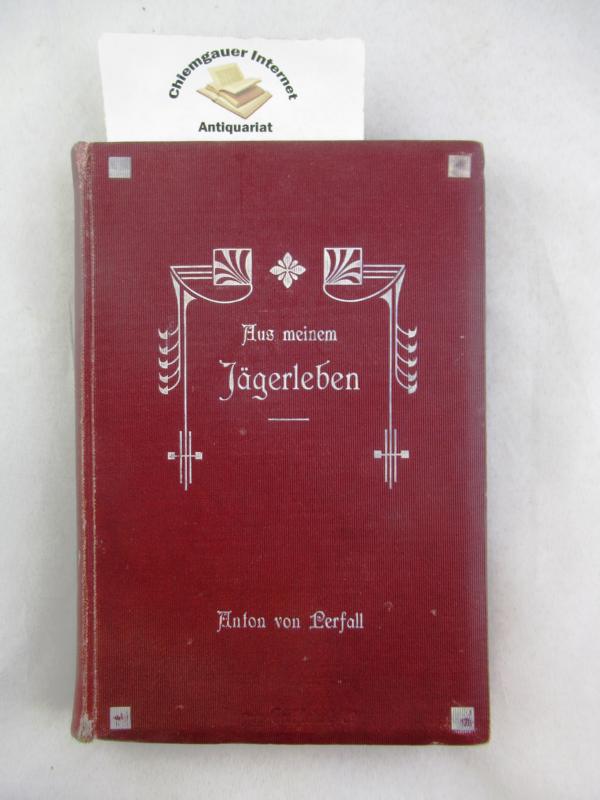 Chiemgauer Internet
Antiquariat
Aus meinem
Jägerleben
Anton von Perfall